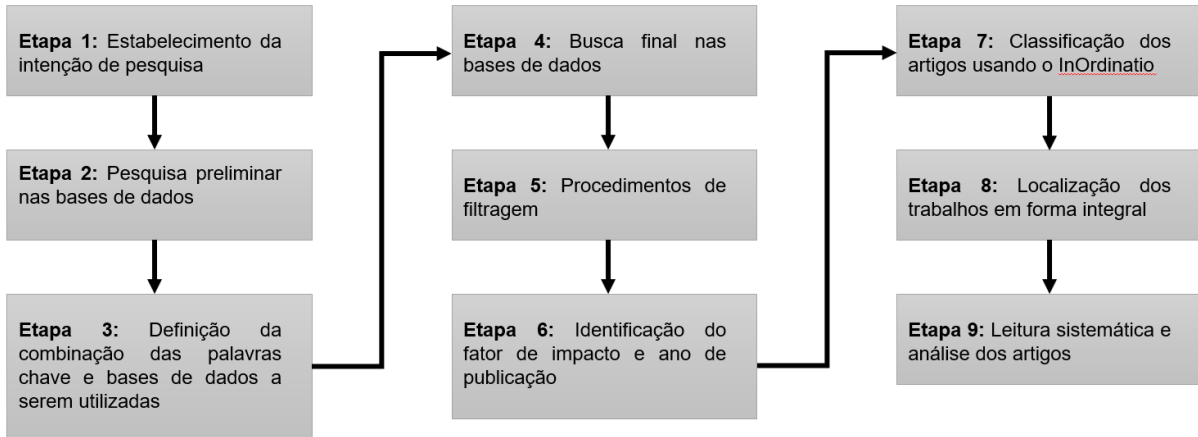 Etapa 1: Estabelecimento da
intenção de pesquisa
Etapa 2: Pesquisa preliminar
nas bases de dados
Etapa 3: Definição da
combinação das palavras
chave e bases de dados a
serem utilizadas
Etapa 4: Busca final nas
bases de dados
Etapa 5: Procedimentos de
filtragem
Etapa 6: Identificação do
fator de impacto e ano de
publicação
Etapa 7: Classificação dos
artigos usando o InOrdinatio
Etapa 8: Localização dos
trabalhos em forma integral
Etapa 9: Leitura sistemática e
análise dos artigos